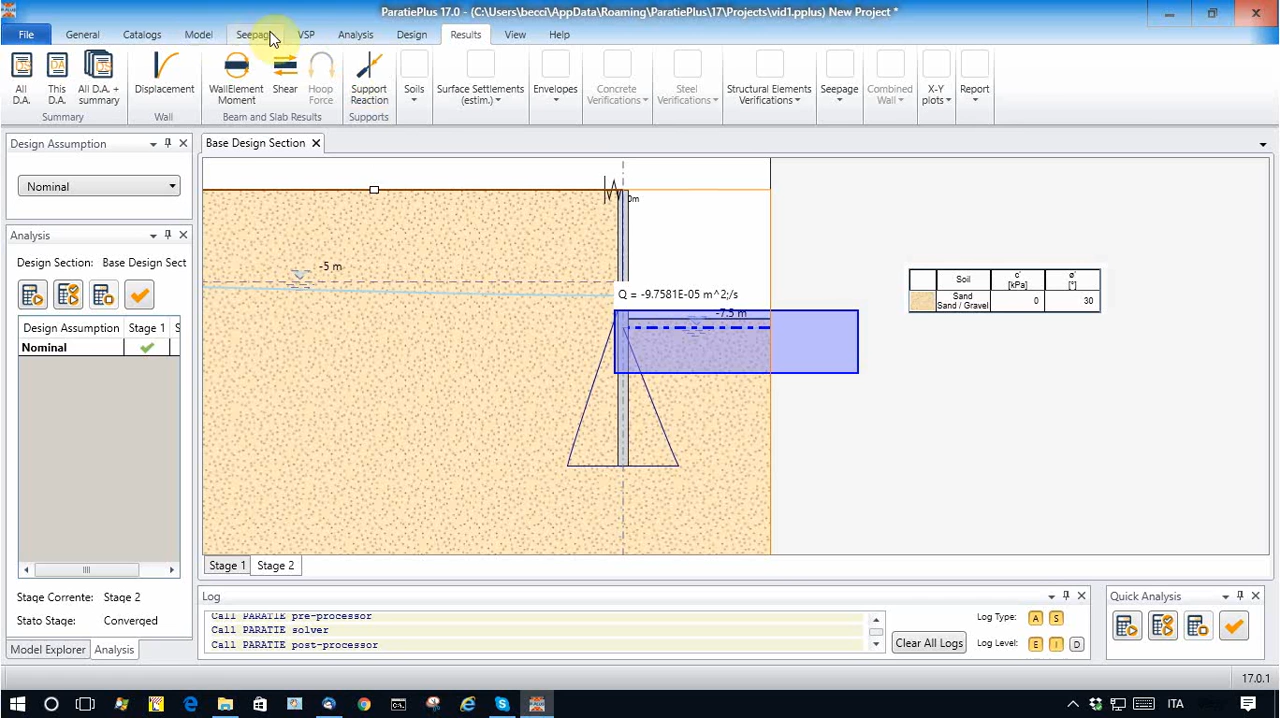 ParatiePlus 17.0 - (C:\Users\becci\AppData\Roaming\ParatiePlus\17\Projects\vid1.pplus) New Project *
File General Catalogs Model Seepage VSP Analysis Design Results View Help
All D.A.
This D.A.
All D.A. + summary
Summary
Displacement
Wall
WallElement Moment
Shear
Hoop Force
Beam and Slab Results
Support Reaction
Supports
Soils
Surface Settlements (estim.)
Envelopes
Concrete Verifications
Steel Verifications
Structural Elements Verifications
Seepage
Combined Wall
X-Y plots
Report
Design Assumption
Nominal
Analysis
Design Section: Base Design Sect
Design Assumption Stage 1 S
Nominal
Stage Corrente: Stage 2
Stato Stage: Converged
Model Explorer Analysis
Base Design Section
0m
-5 m
Q = -9.7581E-05 m^2;/s
-7.5 m
Soil c' [kPa] ø' [°]
Sand Sand / Gravel 0 30
Stage 1 Stage 2
Log
Call PARATIE pre-processor
Call PARATIE solver
Call PARATIE post-processor
Clear All Logs
Log Type: A S
Log Level: E I D
Quick Analysis
17.0.1
ITA